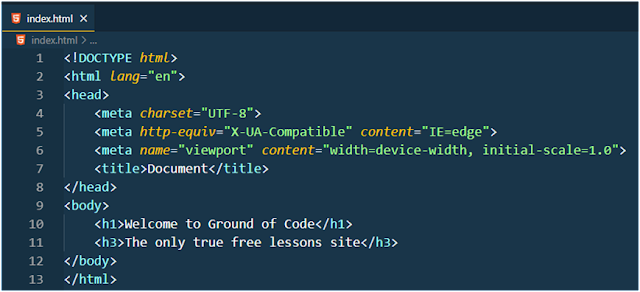 index.html ×
index.html > ...
1 <!DOCTYPE html>
2 <html lang="en">
3 <head>
4     <meta charset="UTF-8">
5     <meta http-equiv="X-UA-Compatible" content="IE=edge">
6     <meta name="viewport" content="width=device-width, initial-scale=1.0">
7     <title>Document</title>
8 </head>
9 <body>
10     <h1>Welcome to Ground of Code</h1>
11     <h3>The only true free lessons site</h3>
12 </body>
13 </html>